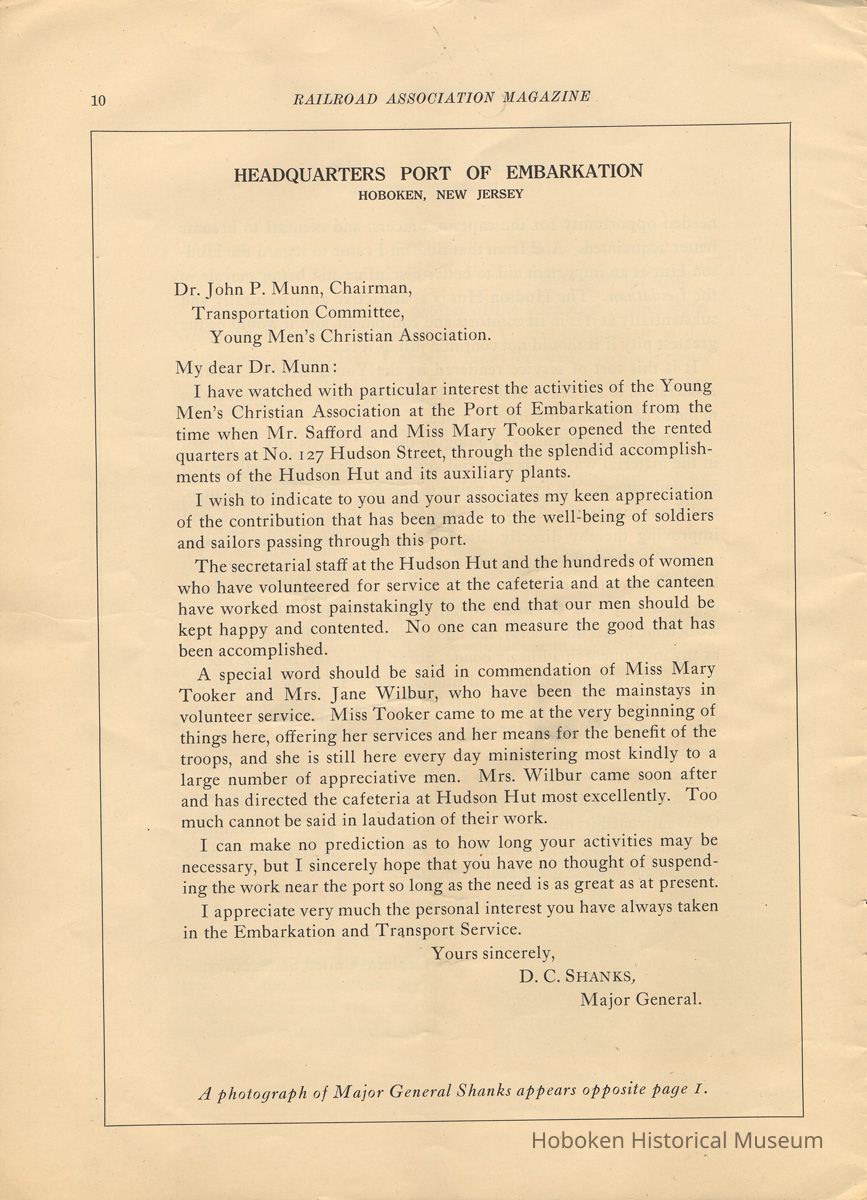 10
RAILROAD ASSOCIATION MAGAZINE
HEADQUARTERS PORT OF EMBARKATION
HOBOKEN, NEW JERSEY
Dr. John P. Munn, Chairman,
Transportation Committee,
Young Men's Christian Association.
My dear Dr. Munn:
I have watched with particular interest the activities of the Young
Men's Christian Association at the Port of Embarkation from the
time when Mr. Safford and Miss Mary Tooker opened the rented
quarters at No. 127 Hudson Street, through the splendid accomplish-
ments of the Hudson Hut and its auxiliary plants.
I wish to indicate to you and your associates my keen appreciation
of the contribution that has been made to the well-being of soldiers
and sailors passing through this port.
The secretarial staff at the Hudson Hut and the hundreds of women
who have volunteered for service at the cafeteria and at the canteen
have worked most painstakingly to the end that our men should be
kept happy and contented. No one can measure the good that has
been accomplished.
A special word should be said in commendation of Miss Mary
Tooker and Mrs. Jane Wilbur, who have been the mainstays in
volunteer service. Miss Tooker came to me at the very beginning of
things here, offering her services and her means for the benefit of the
troops, and she is still here every day ministering most kindly to a
large number of appreciative men. Mrs. Wilbur came soon after
and has directed the cafeteria at Hudson Hut most excellently. Too
much cannot be said in laudation of their work.
I can make no prediction as to how long your activities may be
necessary, but I sincerely hope that you have no thought of suspend-
ing the work near the port so long as the need is as great as at present.
I appreciate very much the personal interest you have always taken
in the Embarkation and Transport Service.
Yours sincerely,
D. C. SHANKS,
Major General.
A photograph of Major General Shanks appears opposite page 1.
Hoboken Historical Museum